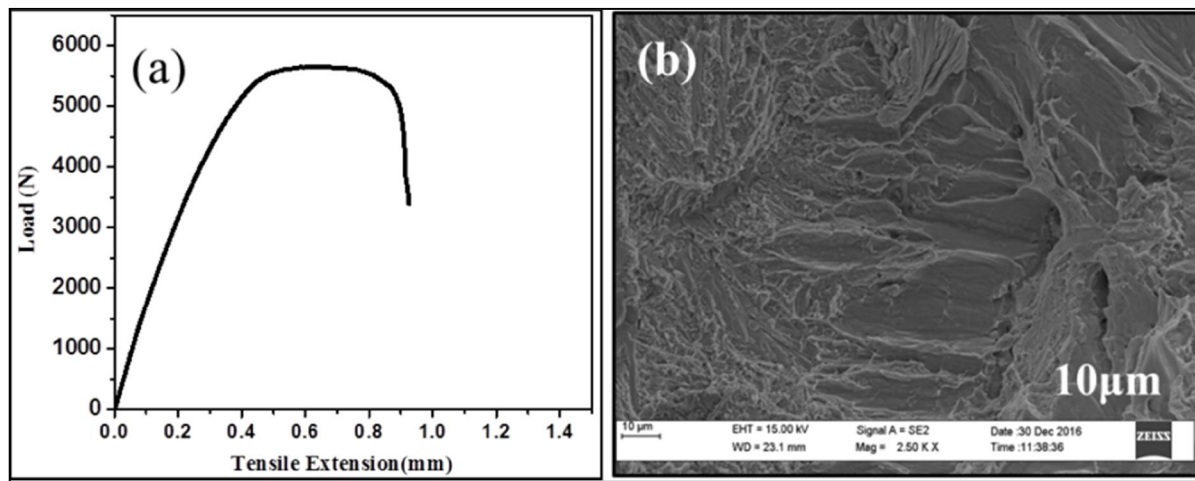 (a)
6000
5000
4000
3000
2000
1000
0
Load (N)
0.0 0.2 0.4 0.6 0.8 1.0 1.2 1.4
Tensile Extension(mm)
(b)
10µm
10 µm
EHT = 15.00 kV Signal A = SE2 Date :30 Dec 2016
WD = 23.1 mm Mag = 2.50 K X Time :11:38:36
ZEISS